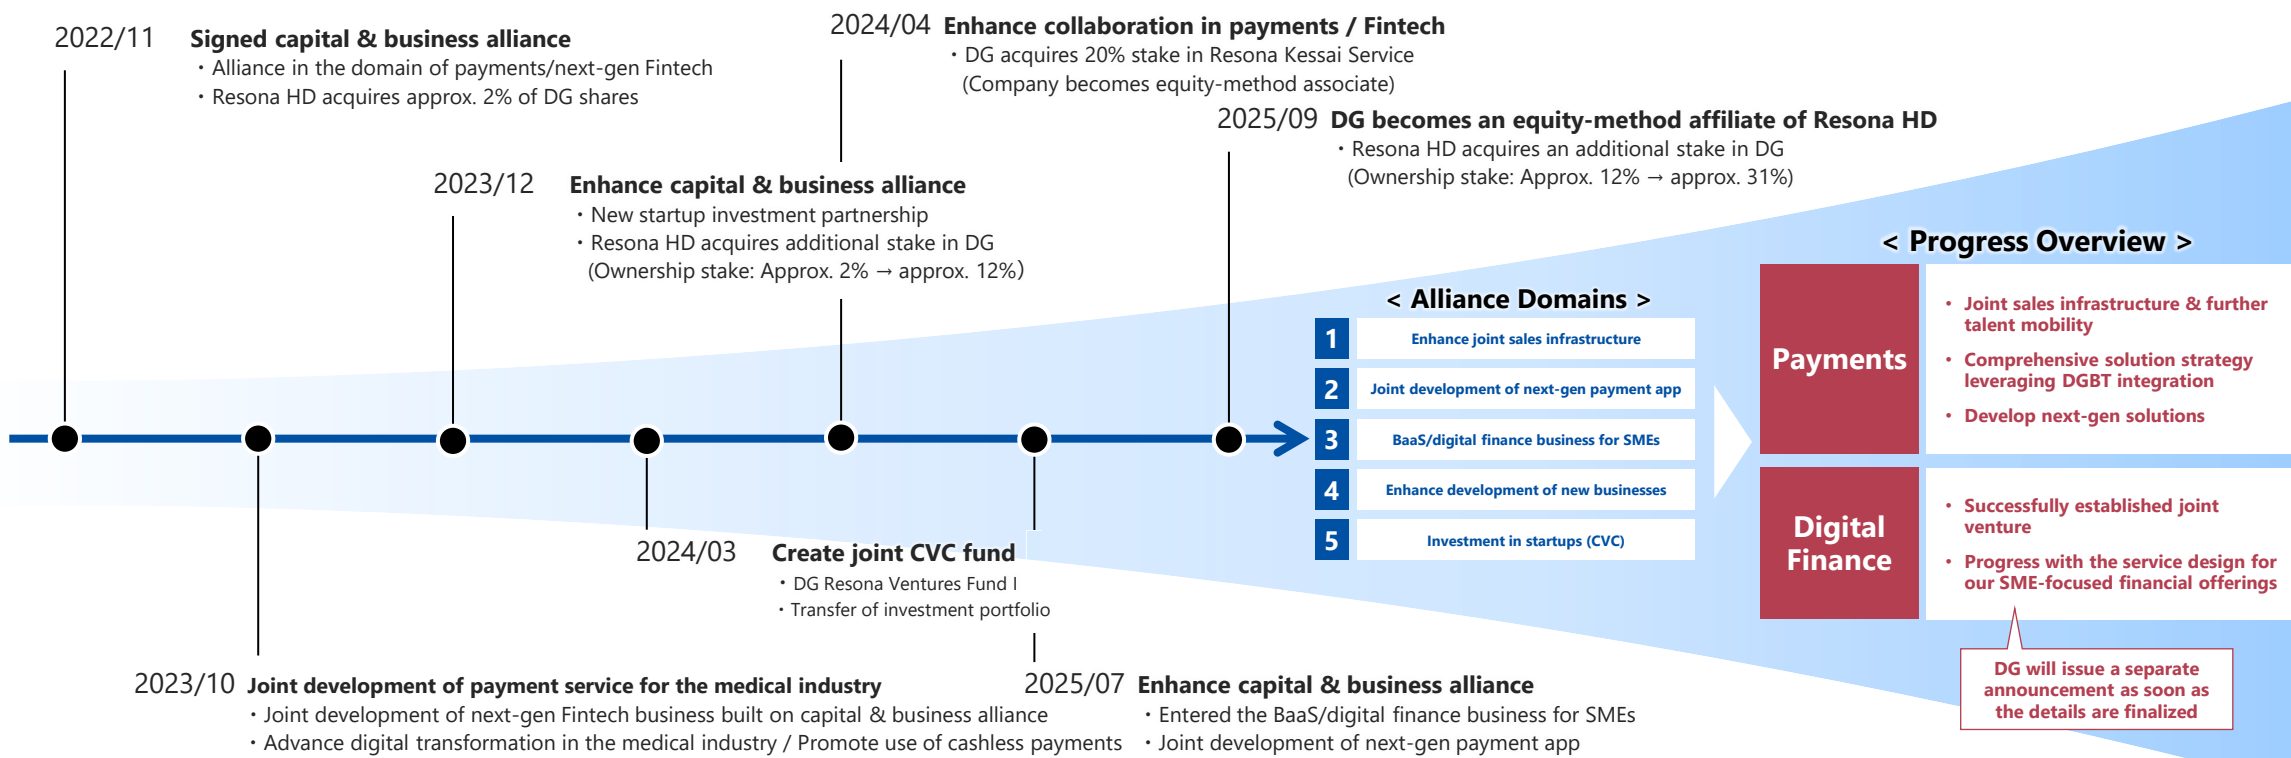 2022/11 Signed capital & business alliance
・Alliance in the domain of payments/next-gen Fintech
・Resona HD acquires approx. 2% of DG shares
2023/10 Joint development of payment service for the medical industry
・Joint development of next-gen Fintech business built on capital & business alliance
・Advance digital transformation in the medical industry / Promote use of cashless payments
2023/12 Enhance capital & business alliance
・New startup investment partnership
・Resona HD acquires additional stake in DG
(Ownership stake: Approx. 2% → approx. 12%)
2024/03 Create joint CVC fund
・DG Resona Ventures Fund I
・Transfer of investment portfolio
2024/04 Enhance collaboration in payments / Fintech
・DG acquires 20% stake in Resona Kessai Service
(Company becomes equity-method associate)
2025/07 Enhance capital & business alliance
・Entered the BaaS/digital finance business for SMEs
・Joint development of next-gen payment app
2025/09 DG becomes an equity-method affiliate of Resona HD
・Resona HD acquires an additional stake in DG
(Ownership stake: Approx. 12% → approx. 31%)
< Alliance Domains >
1 Enhance joint sales infrastructure
2 Joint development of next-gen payment app
3 BaaS/digital finance business for SMEs
4 Enhance development of new businesses
5 Investment in startups (CVC)
< Progress Overview >
Payments
• Joint sales infrastructure & further
talent mobility
• Comprehensive solution strategy
leveraging DGBT integration
• Develop next-gen solutions
Digital
Finance
• Successfully established joint
venture
• Progress with the service design for
our SME-focused financial offerings
DG will issue a separate
announcement as soon as
the details are finalized